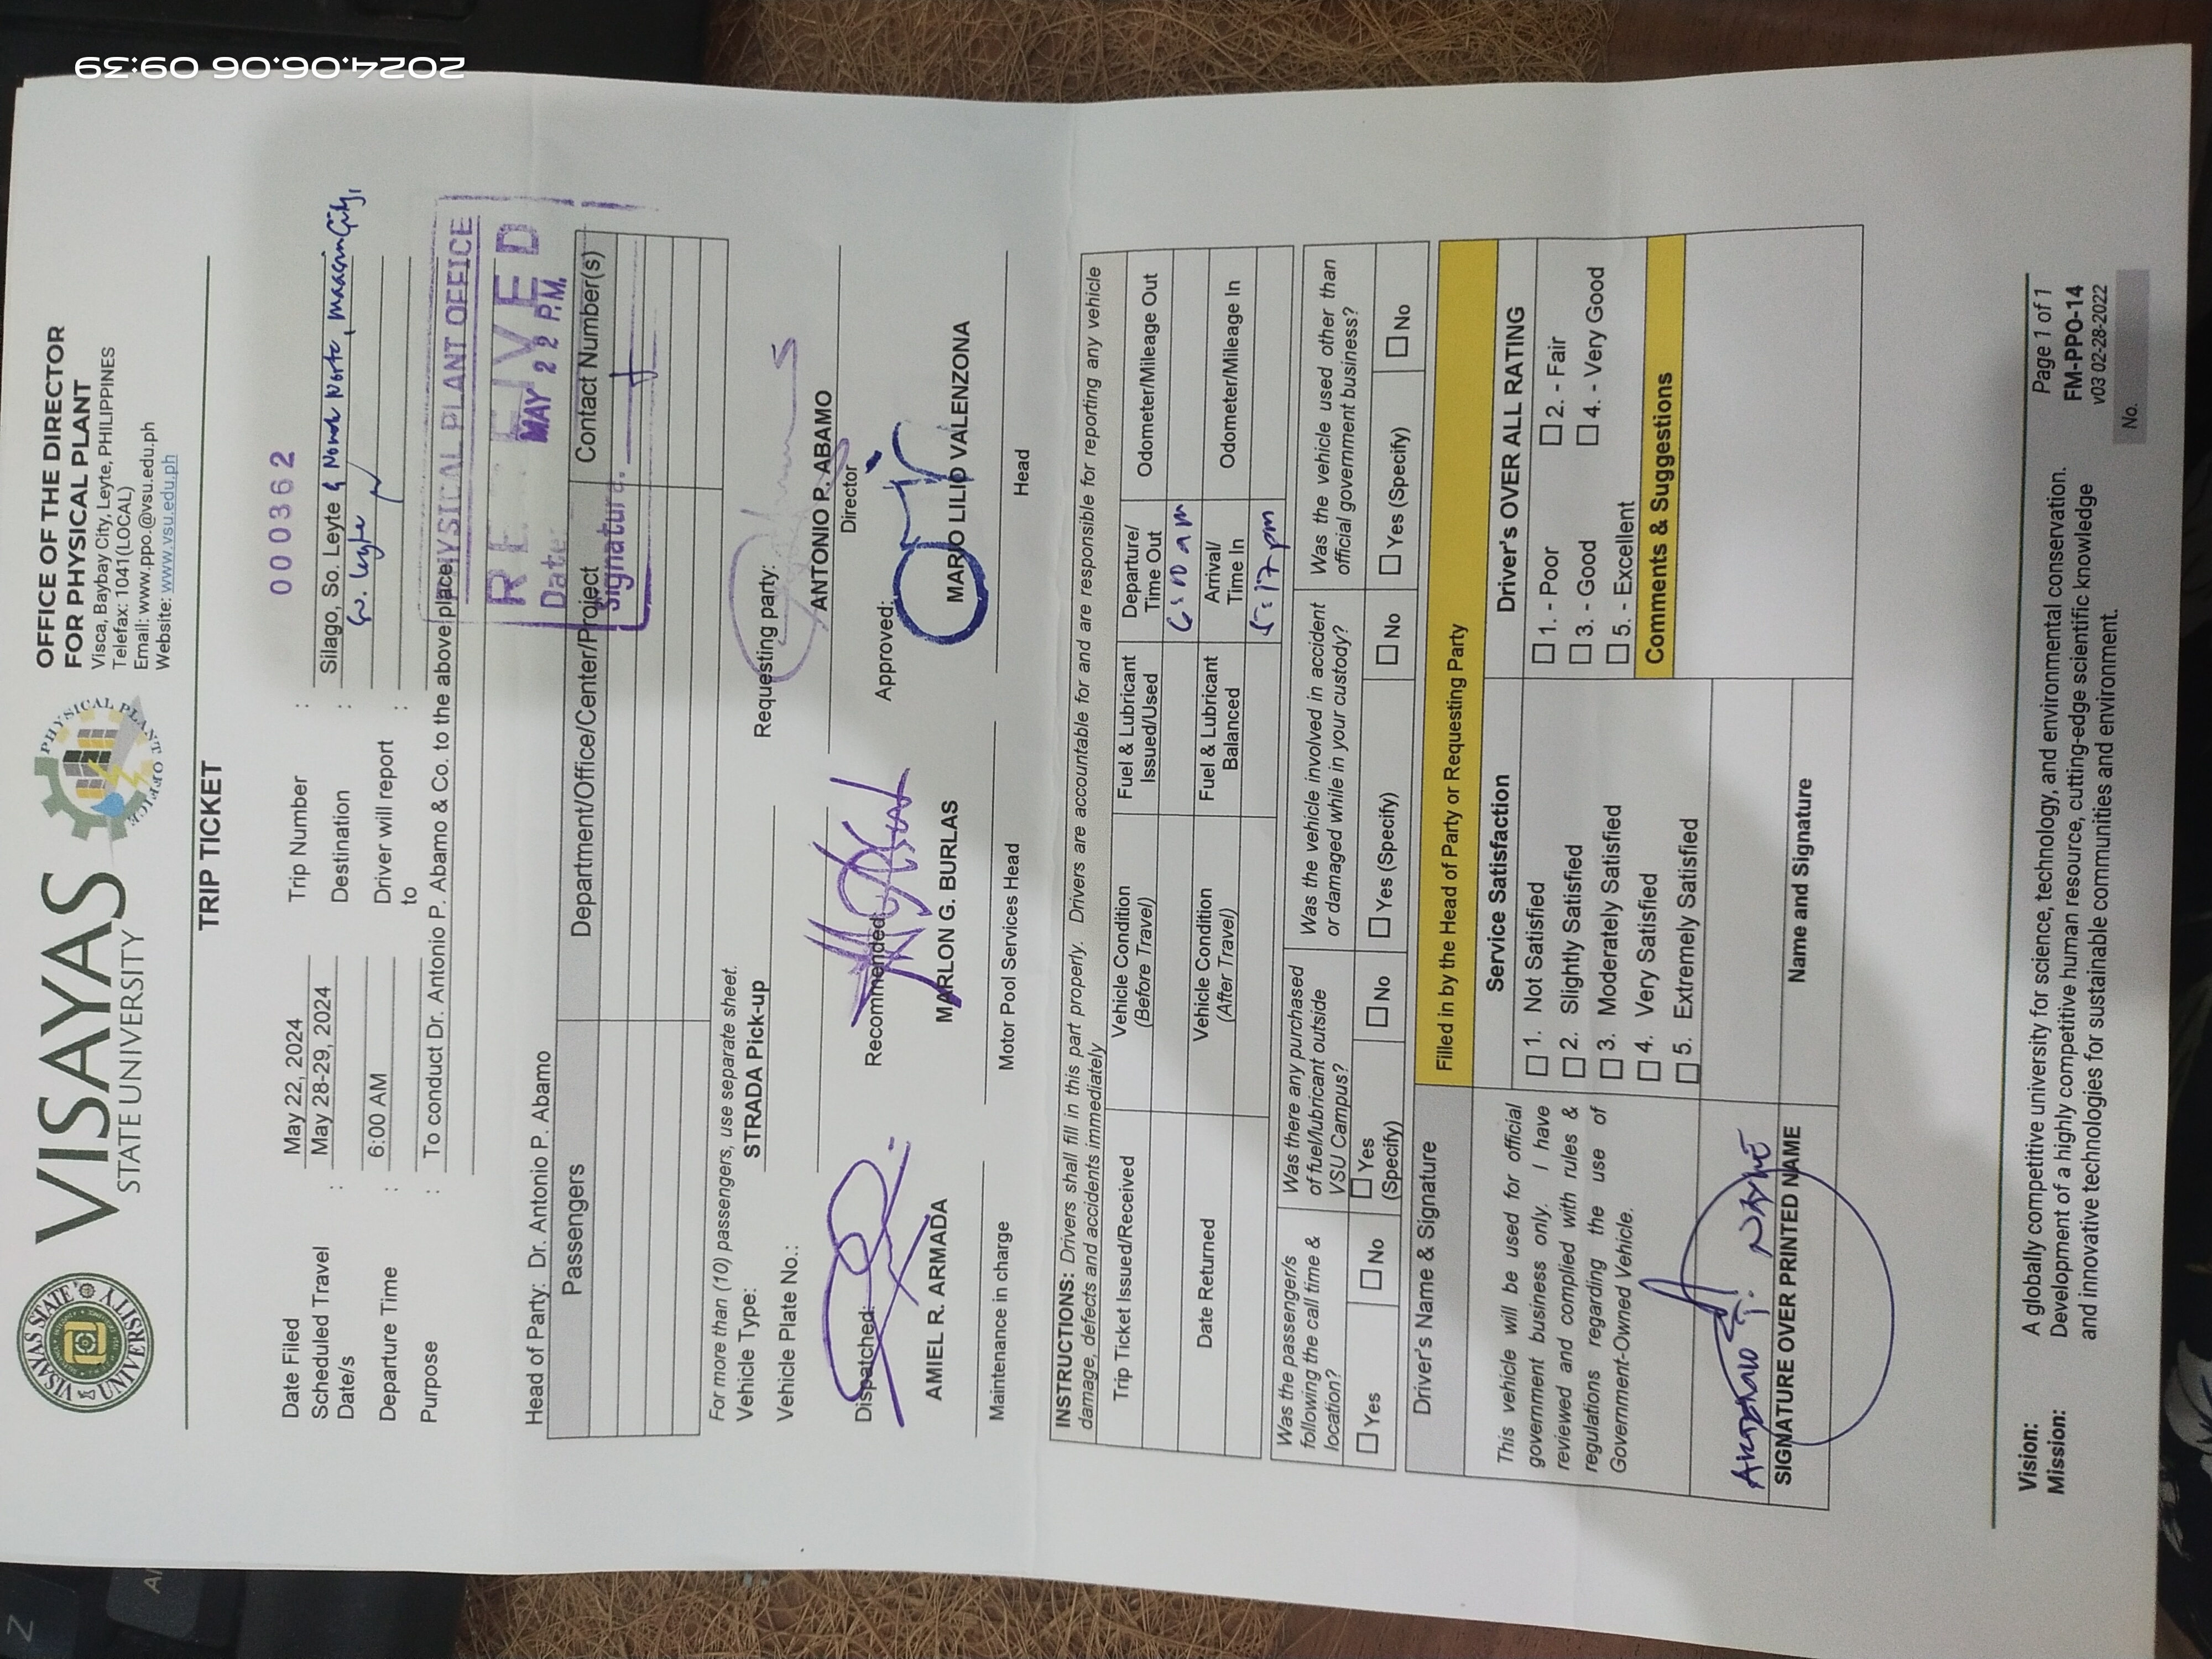 2024.06.06 09:39
VISAYAS
STATE UNIVERSITY
VISAYAS STATE UNIVERSITY
PHYSICAL PLANT OFFICE
OFFICE OF THE DIRECTOR
FOR PHYSICAL PLANT
Visca, Baybay City, Leyte, PHILIPPINES
Telefax: 1041(LOCAL)
Email: www.ppo.@vsu.edu.ph
Website: www.vsu.edu.ph
TRIP TICKET
Date Filed May 22, 2024 Trip Number : 000362
Scheduled Travel Date/s : May 28-29, 2024 Destination : Silago, So. Leyte &
So. Leyte
Departure Time : 6:00 AM Driver will report to :
Purpose : To conduct Dr. Antonio P. Abamo & Co. to the above place
PHYSICAL PLANT OFFICE
RECEIVED
Date: MAY 22 P.M.
Signature:
Head of Party: Dr. Antonio P. Abamo
Passengers Department/Office/Center/Project Contact Number(s)
For more than (10) passengers, use separate sheet.
Vehicle Type: STRADA Pick-up
Vehicle Plate No.:
Requesting party:
ANTONIO P. ABAMO
Director
Dispatched: Recommended: Approved:
AMIEL R. ARMADA MARLON G. BURLAS MARIO LILIO VALENZONA
Maintenance in charge Motor Pool Services Head Head
INSTRUCTIONS: Drivers shall fill in this part properly. Drivers are accountable for and are responsible for reporting any vehicle
damage, defects and accidents immediately
Trip Ticket Issued/Received Vehicle Condition (Before Travel) Fuel & Lubricant Issued/Used Departure/ Time Out Odometer/Mileage Out
6:10 am
Date Returned Vehicle Condition (After Travel) Fuel & Lubricant Balanced Arrival/ Time In Odometer/Mileage In
5:17 pm
Was the passenger/s following the call time & location? Was there any purchased of fuel/lubricant outside VSU Campus? Was the vehicle involved in accident or damaged while in your custody? Was the vehicle used other than official government business?
Yes No Yes (Specify) No Yes (Specify) No Yes (Specify) No
Driver's Name & Signature Filled in by the Head of Party or Requesting Party
This vehicle will be used for official
government business only. I have
reviewed and complied with rules &
regulations regarding the use of
Government-Owned Vehicle.
SIGNATURE OVER PRINTED NAME
Service Satisfaction
1. Not Satisfied
2. Slightly Satisfied
3. Moderately Satisfied
4. Very Satisfied
5. Extremely Satisfied
Name and Signature
Driver's OVER ALL RATING
1. - Poor 2. - Fair
3. - Good 4. - Very Good
5. - Excellent
Comments & Suggestions
Vision: A globally competitive university for science, technology, and environmental conservation.
Mission: Development of a highly competitive human resource, cutting-edge scientific knowledge
and innovative technologies for sustainable communities and environment.
Page 1 of 1
FM-PPO-14
v03 02-28-2022
No.